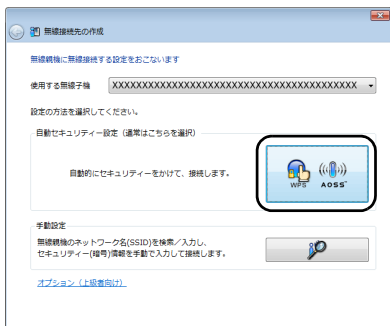 無線接続先の作成
無線親機に無線接続する設定をおこないます
使用する無線子機 XXXXXXXXXXXXXXXXXXXXXXXXXXXXXXXXXXXXXXXX
設定の方法を選択してください。
自動セキュリティー設定（通常はこちらを選択）
自動的にセキュリティーをかけて、接続します。
WPS AOSS™
手動設定
無線親機のネットワーク名(SSID)を検索／入力し、
セキュリティー(暗号)情報を手動で入力して接続します。
オプション（上級者向け）